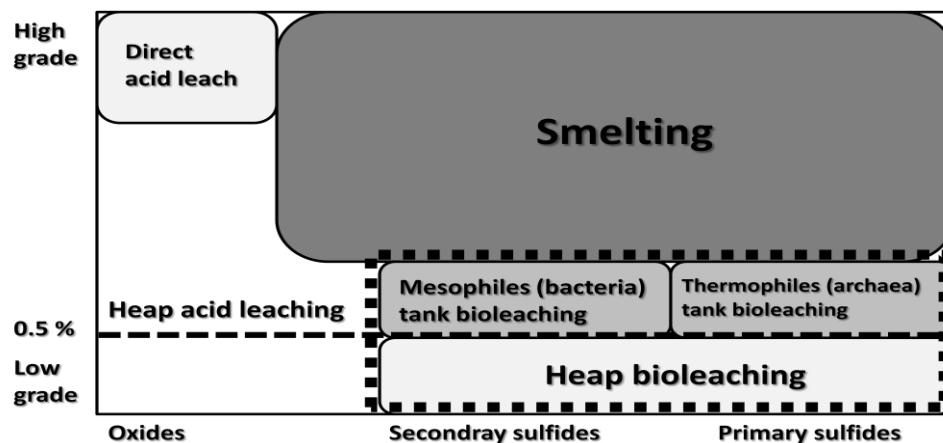 High
grade
Direct
acid leach
Smelting
Heap acid leaching
Mesophiles (bacteria)
tank bioleaching
Thermophiles (archaea)
tank bioleaching
0.5 %
Low
grade
Heap bioleaching
Oxides
Secondray sulfides
Primary sulfides